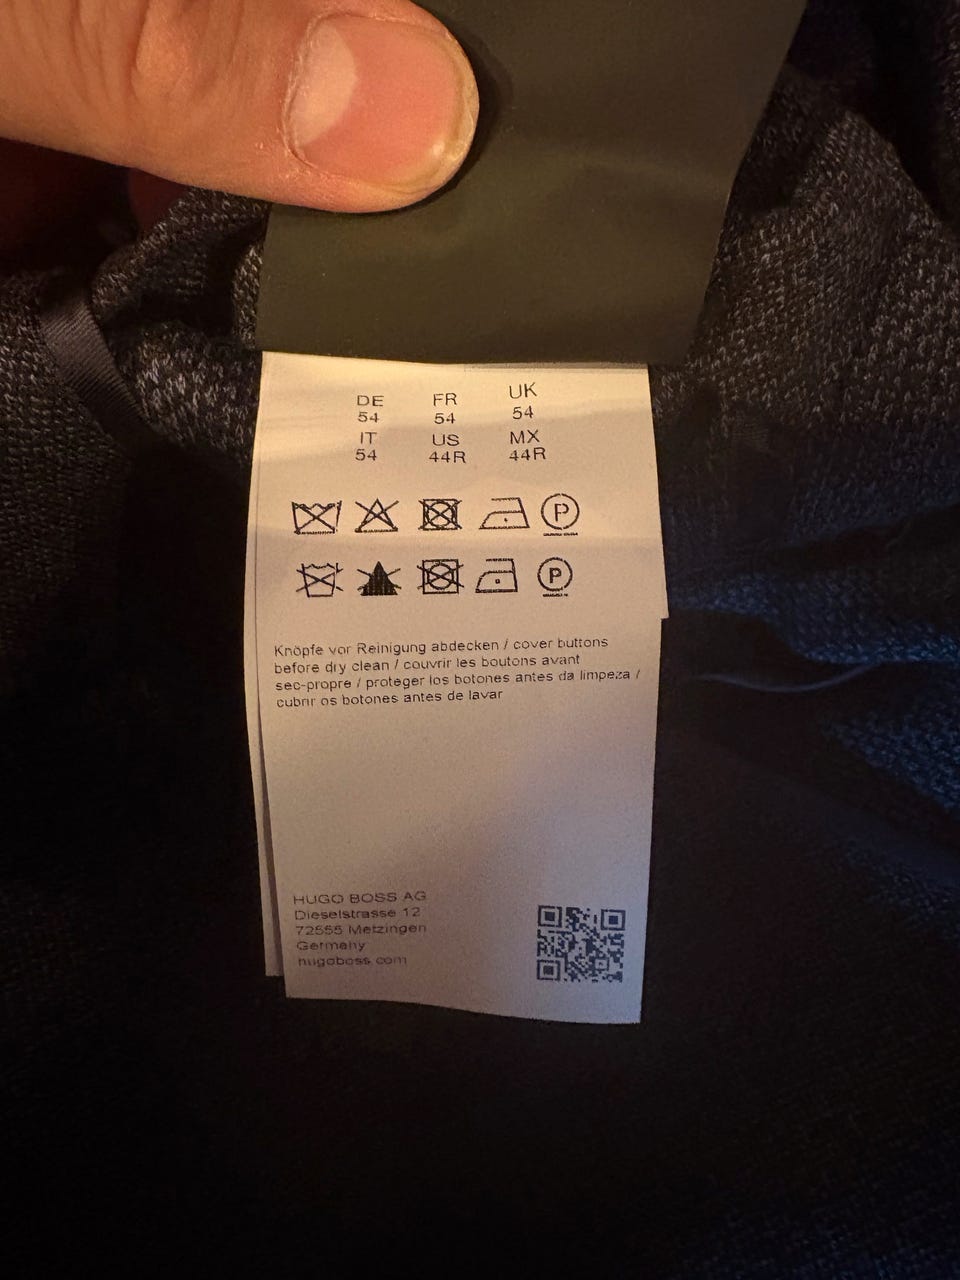 DE FR UK
54 54 54
IT US MX
54 44R 44R
P
P
Knöpfe vor Reinigung abdecken / cover buttons
before dry clean / couvrir les boutons avant
sec-propre / proteger los botones antes da limpeza /
cubrir os botones antes de lavar
HUGO BOSS AG
Dieselstrasse 12
72555 Metzingen
Germany
hugoboss.com